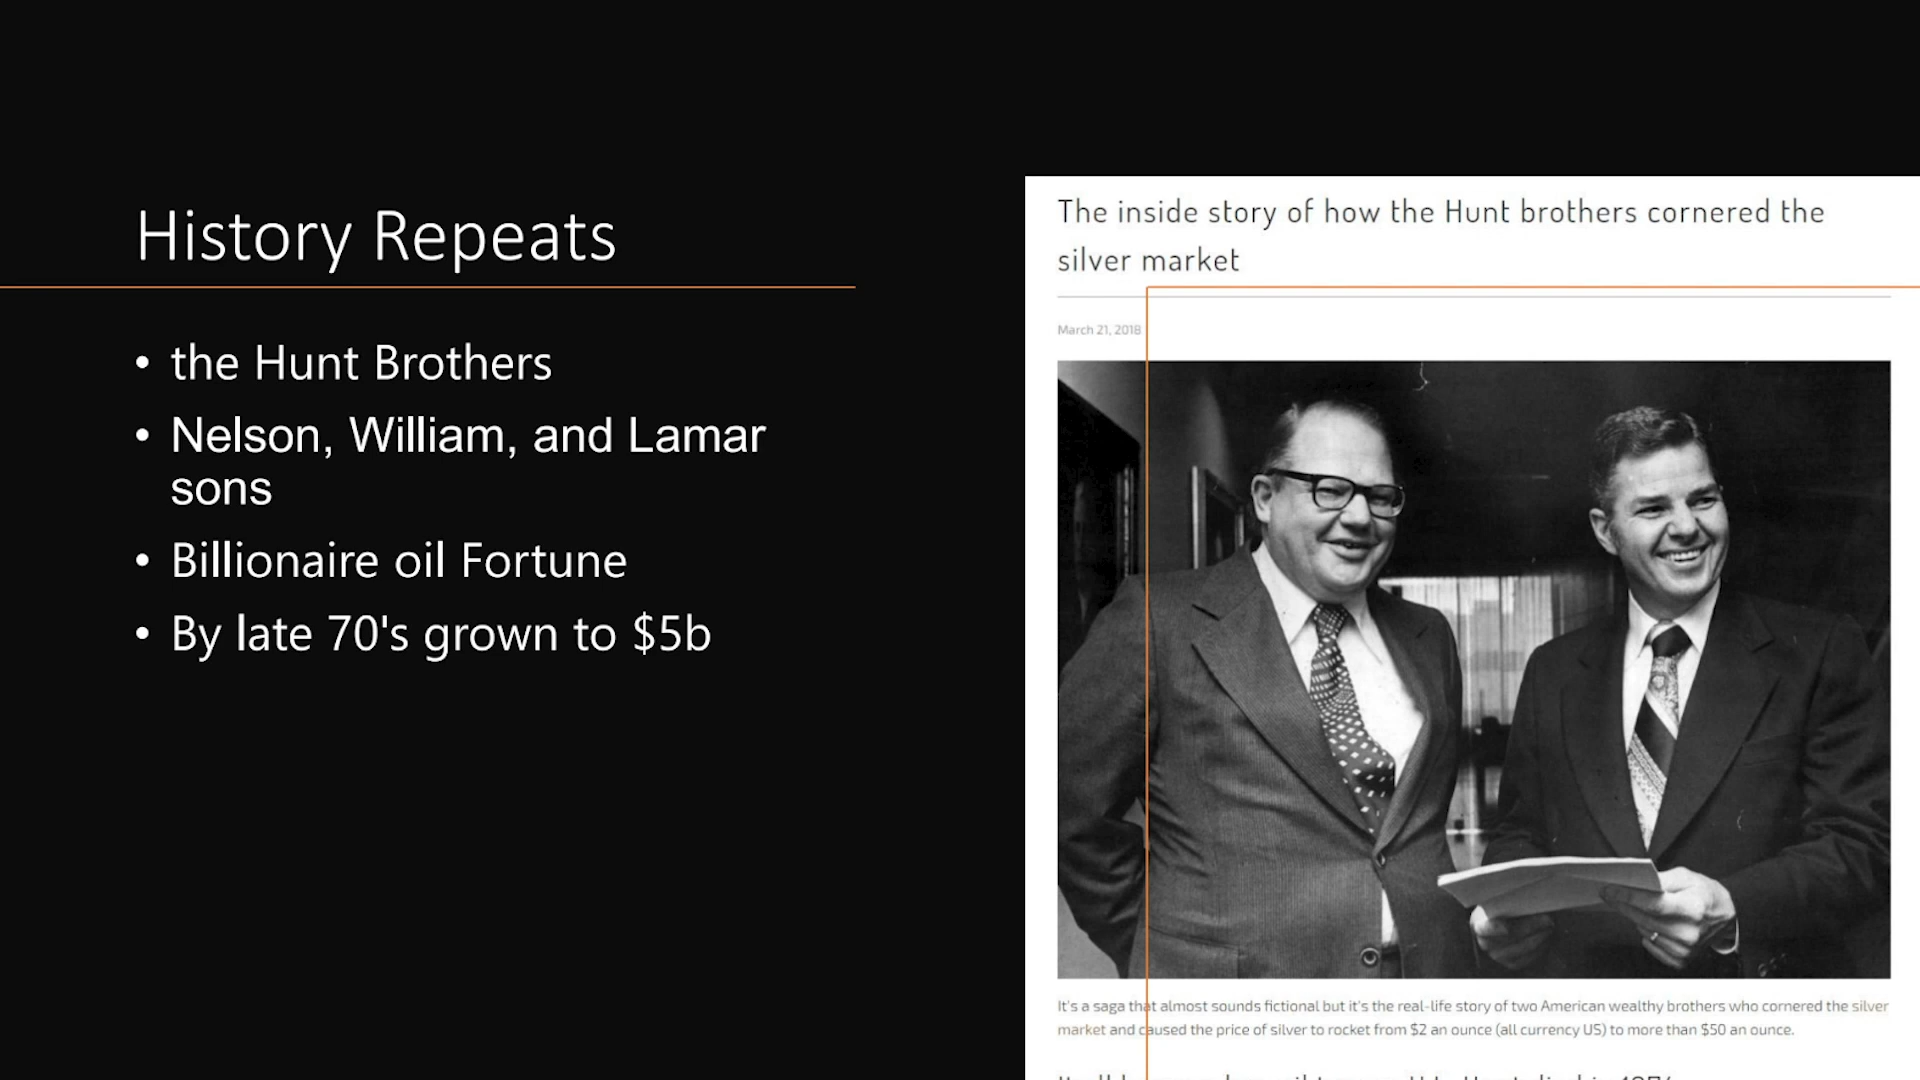 History Repeats
• the Hunt Brothers
• Nelson, William, and Lamar
sons
• Billionaire oil Fortune
• By late 70's grown to $5b
The inside story of how the Hunt brothers cornered the
silver market
March 21, 2018
It's a saga that almost sounds fictional but it's the real-life story of two American wealthy brothers who cornered the silver
market and caused the price of silver to rocket from $2 an ounce (all currency US) to more than $50 an ounce.